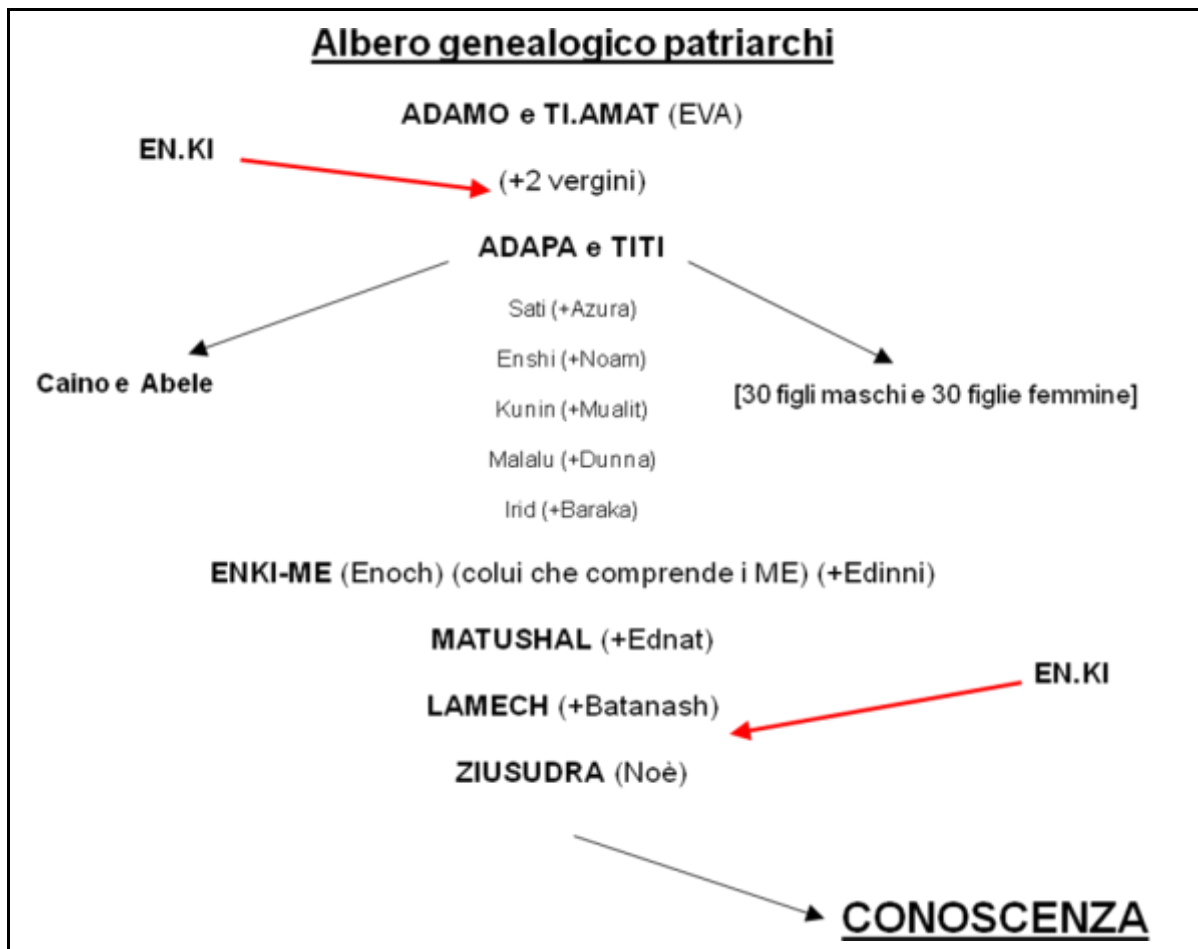 Albero genealogico patriarchi
ADAMO e TI.AMAT (EVA)
EN.KI
(+2 vergini)
ADAPA e TITI
Sati (+Azura)
Enshi (+Noam)
Caino e Abele
[30 figli maschi e 30 figlie femmine]
Kunin (+Mualit)
Malalu (+Dunna)
Irid (+Baraka)
ENKI-ME (Enoch) (colui che comprende i ME) (+Edinni)
MATUSHAL (+Ednat)
EN.KI
LAMECH (+Batanash)
ZIUSUDRA (Noè)
CONOSCENZA